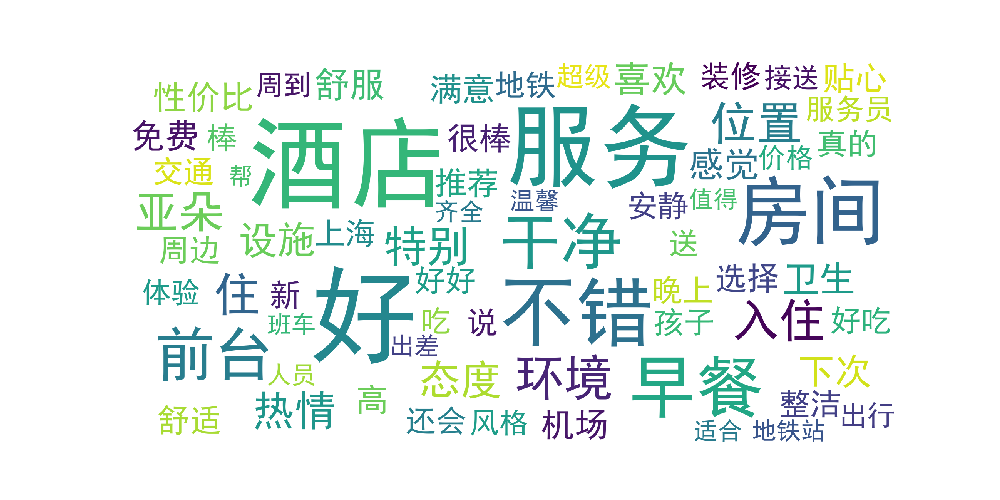 性价比
周到
舒服
满意
地铁
超级
喜欢
装修
接送
贴心
免费
棒
酒店
很棒
服务
位置
服务员
真的
交通
帮
推荐
感觉
价格
亚朵
齐全
温馨
安静
值得
房间
周边
设施
上海
特别
干净
送
体验
住
新
好
好好
不错
晚上
选择
卫生
前台
班车
出差
吃
说
孩子
入住
好吃
人员
态度
环境
早餐
下次
舒适
热情
高
还会
风格
机场
适合
地铁站
整洁
出行